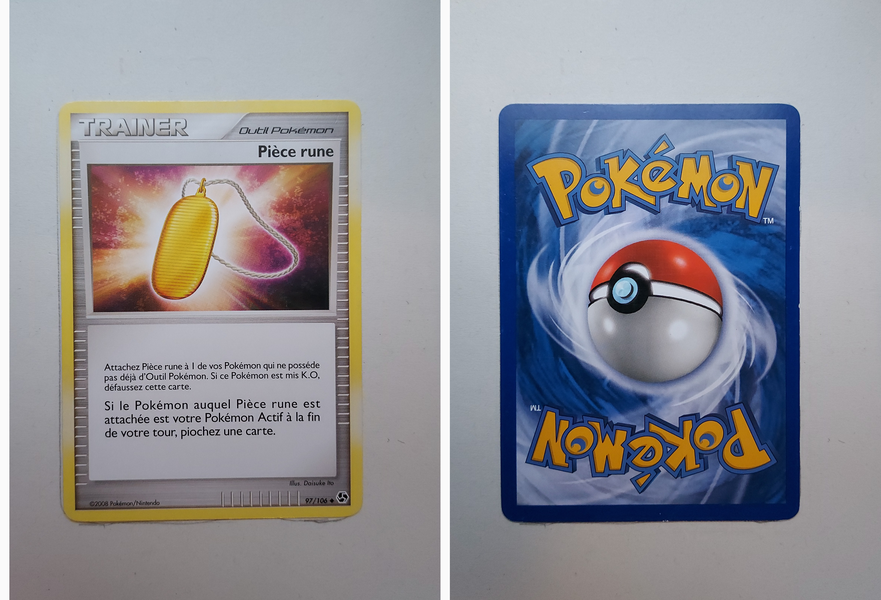 TRAINER
Outil Pokémon
Pièce rune
Attachez Pièce rune à 1 de vos Pokémon qui ne possède
pas déjà d'Outil Pokémon. Si ce Pokémon est mis K.O,
défaussez cette carte.
Si le Pokémon auquel Pièce rune est
attachée est votre Pokémon Actif à la fin
de votre tour, piochez une carte.
Illus. Daisuke Ito
©2008 Pokémon/Nintendo
97/106
POKéMON
TM
TM
POKéMON